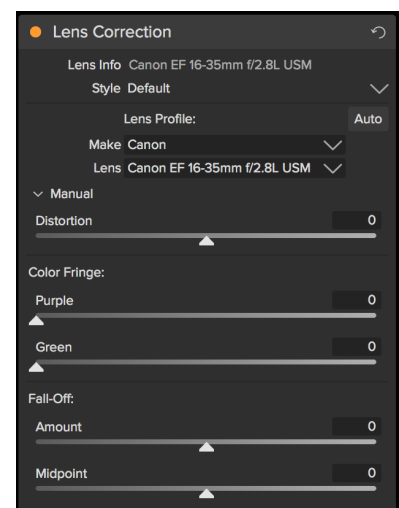 Lens Correction
Lens Info Canon EF 16-35mm f/2.8L USM
Style Default
Lens Profile: Auto
Make Canon
Lens Canon EF 16-35mm f/2.8L USM
Manual
Distortion 0
Color Fringe:
Purple 0
Green 0
Fall-Off:
Amount 0
Midpoint 0